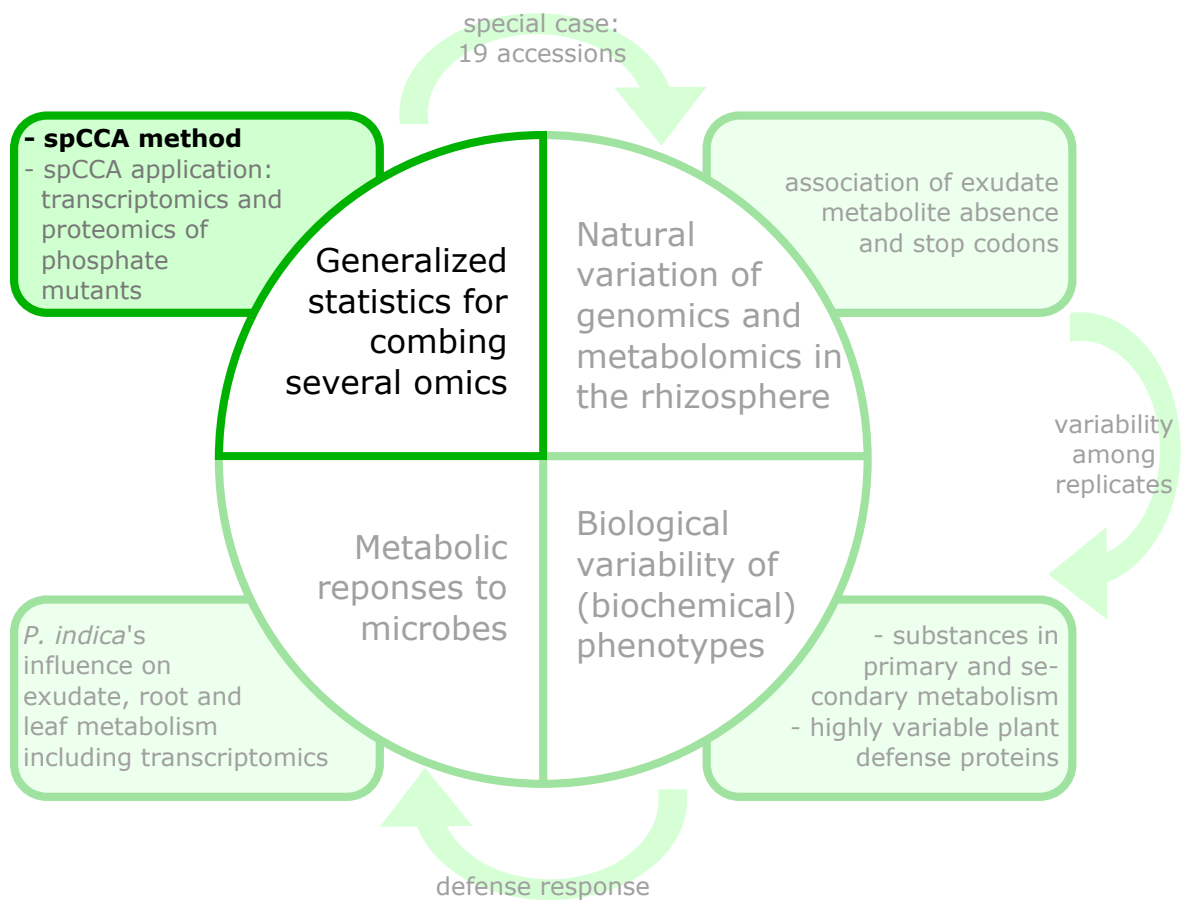 special case:
19 accessions
- spCCA method
- spCCA application:
transcriptomics and
proteomics of
phosphate
mutants
Generalized
statistics for
combing
several omics
Natural
variation of
genomics and
metabolomics in
the rhizosphere
association of exudate
metabolite absence
and stop codons
variability
among
replicates
Metabolic
reponses to
microbes
Biological
variability of
(biochemical)
phenotypes
P. indica's
influence on
exudate, root and
leaf metabolism
including transcriptomics
- substances in
primary and se-
condary metabolism
- highly variable plant
defense proteins
defense response